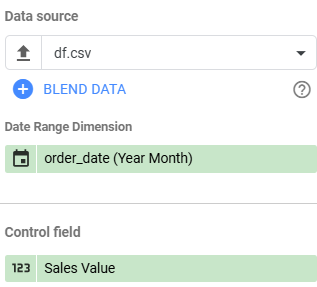 Data source
df.csv
BLEND DATA
Date Range Dimension
order_date (Year Month)
Control field
123 Sales Value